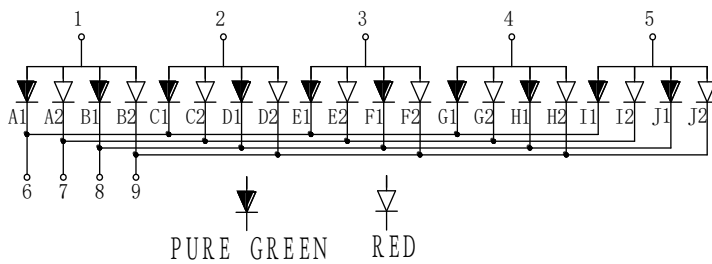 1 2 3 4 5
A1 A2 B1 B2 C1 C2 D1 D2 E1 E2 F1 F2 G1 G2 H1 H2 I1 I2 J1 J2
6 7 8 9
PURE GREEN RED